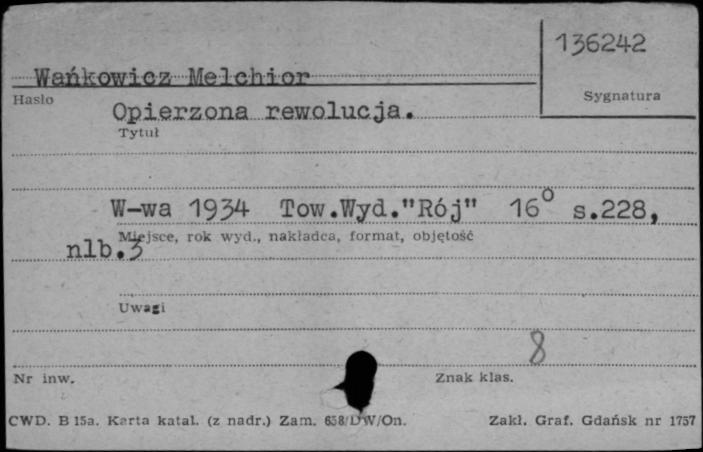 136242
Wańkowicz Melchior
Hasło
Sygnatura
Opierzona rewolucja.
Tytuł
W-wa 1934 Tow.Wyd."Rój" 16° s.228,
Miejsce, rok wyd., nakładca, format, objętość
nlb.3
Uwagi
8
Nr inw.
Znak klas.
CWD. B 15a. Karta katal. (z nadr.) Zam. 658/DW/On. Zakł. Graf. Gdańsk nr 1757